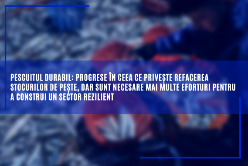 PESCUITUL DURABIL: PROGRESE ÎN CEEA CE PRIVEȘTE REFACEREA
STOCURILOR DE PEȘTE, DAR SUNT NECESARE MAI MULTE EFORTURI PENTRU
A CONSTRUI UN SECTOR REZILIENT